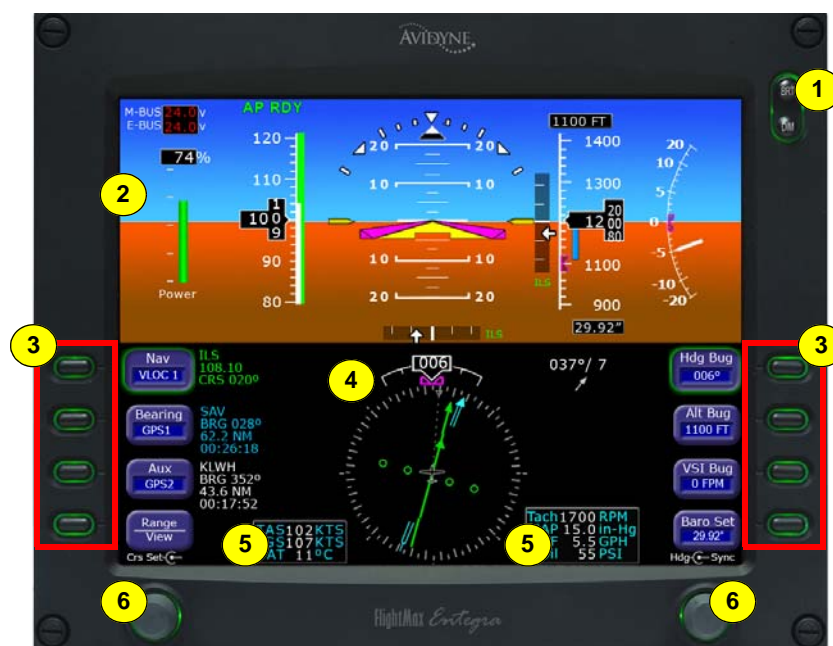 AVIDYNE
BRT
DIM
1
M-BUS 24.0 v
E-BUS 24.0 v
AP RDY
74%
2
Power
120
110
100
1
9
90
80
20 20
10 10
10 10
20 20
ILS
ILS
1100 FT
1400
1300
12
20
00
80
1100
900
29.92"
20
10
5
0
-5
-10
-20
3
3
Nav
VLOC 1
ILS
108.10
CRS 020º
Bearing
GPS1
SAV
BRG 028º
62.2 NM
00:26:18
Aux
GPS2
KLWH
BRG 352º
43.6 NM
00:17:52
Range
View
Crs Set
4
006
037º/ 7
Hdg Bug
006º
Alt Bug
1100 FT
VSI Bug
0 FPM
Baro Set
29.92"
Hdg Sync
5
TAS 102 KTS
GS 107 KTS
AT 11ºC
5
Tach 1700 RPM
AP 15.0 in-Hg
F 5.5 GPH
il 55 PSI
6
6
FlightMax Entegra